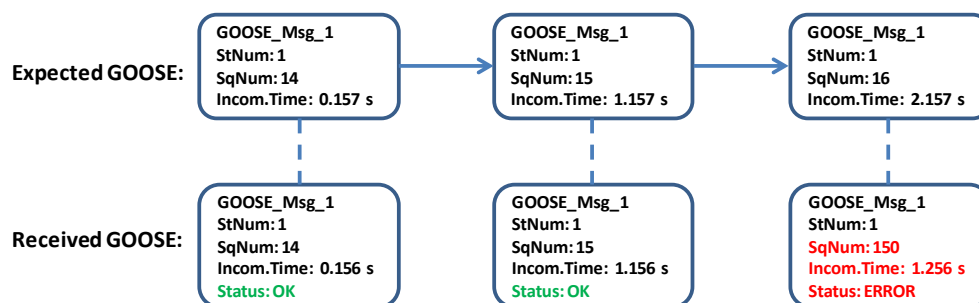 Expected GOOSE:
GOOSE_Msg_1
StNum: 1
SqNum: 14
Incom.Time: 0.157 s
GOOSE_Msg_1
StNum: 1
SqNum: 15
Incom.Time: 1.157 s
GOOSE_Msg_1
StNum: 1
SqNum: 16
Incom.Time: 2.157 s
Received GOOSE:
GOOSE_Msg_1
StNum: 1
SqNum: 14
Incom.Time: 0.156 s
Status: OK
GOOSE_Msg_1
StNum: 1
SqNum: 15
Incom.Time: 1.156 s
Status: OK
GOOSE_Msg_1
StNum: 1
SqNum: 150
Incom.Time: 1.256 s
Status: ERROR